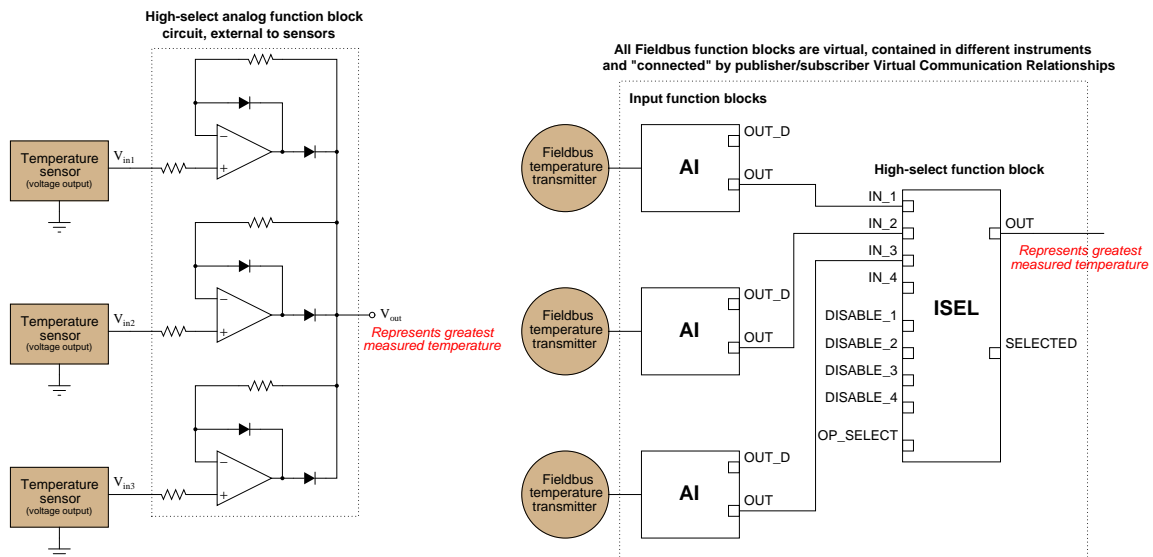 High-select analog function block
circuit, external to sensors
Temperature
sensor
(voltage output)
Vin1
−
+
Temperature
sensor
(voltage output)
Vin2
−
+
Vout
Represents greatest
measured temperature
Temperature
sensor
(voltage output)
Vin3
−
+
All Fieldbus function blocks are virtual, contained in different instruments
and "connected" by publisher/subscriber Virtual Communication Relationships
Input function blocks
Fieldbus
temperature
transmitter
AI
OUT_D
OUT
Fieldbus
temperature
transmitter
AI
OUT_D
OUT
Fieldbus
temperature
transmitter
AI
OUT_D
OUT
High-select function block
IN_1
IN_2
IN_3
IN_4
DISABLE_1
DISABLE_2
DISABLE_3
DISABLE_4
OP_SELECT
ISEL
OUT
Represents greatest
measured temperature
SELECTED